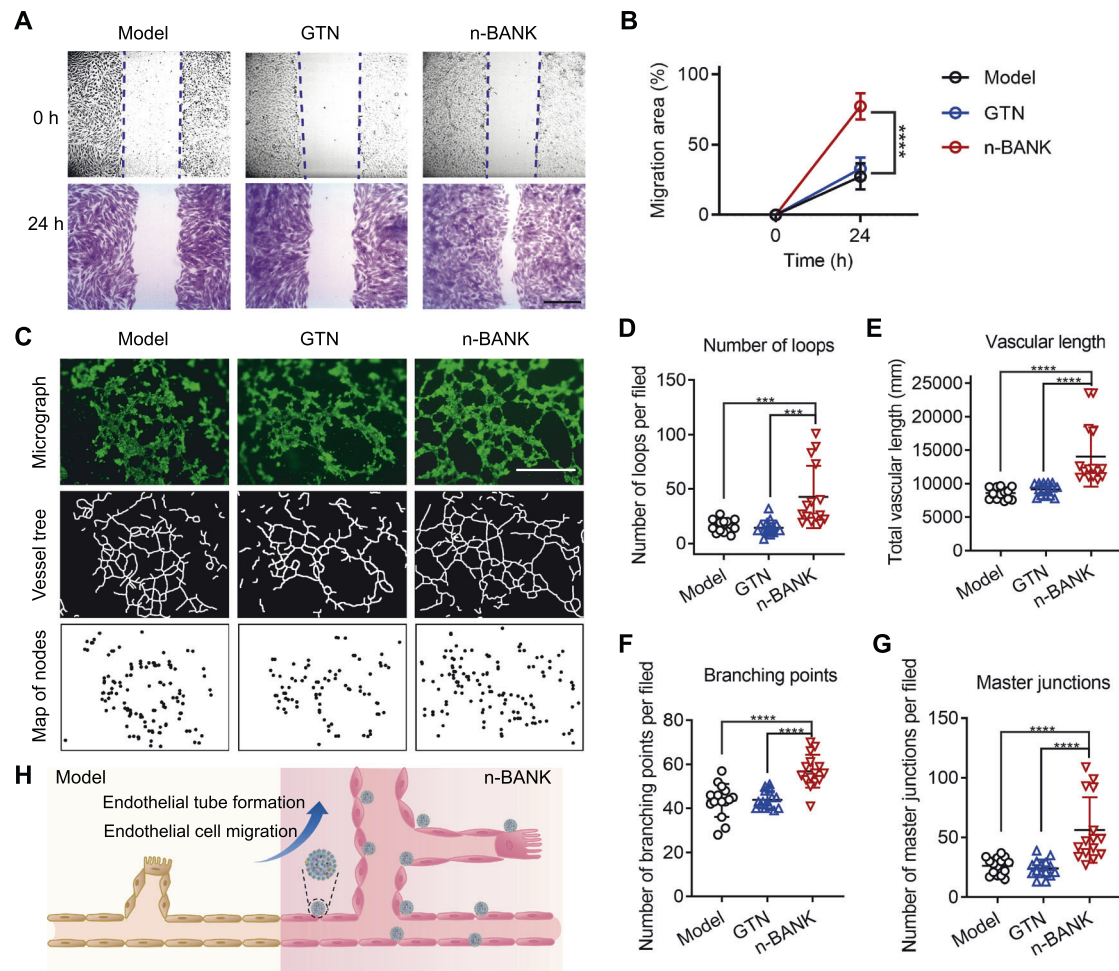 A
Model
GTN
n-BANK
0 h
24 h
B
Migration area (%)
100
50
0
0
24
Time (h)
****
Model
GTN
n-BANK
C
Model
GTN
n-BANK
Micrograph
Vessel tree
Map of nodes
D
Number of loops
Number of loops per filed
150
100
50
0
***
***
Model
GTN
n-BANK
E
Vascular length
Total vascular length (mm)
25000
20000
15000
10000
5000
0
****
****
Model
GTN
n-BANK
F
Branching points
Number of branching points per filed
80
60
40
20
0
****
****
Model
GTN
n-BANK
G
Master junctions
Number of master junctions per filed
150
100
50
0
****
****
Model
GTN
n-BANK
H
Model
n-BANK
Endothelial tube formation
Endothelial cell migration